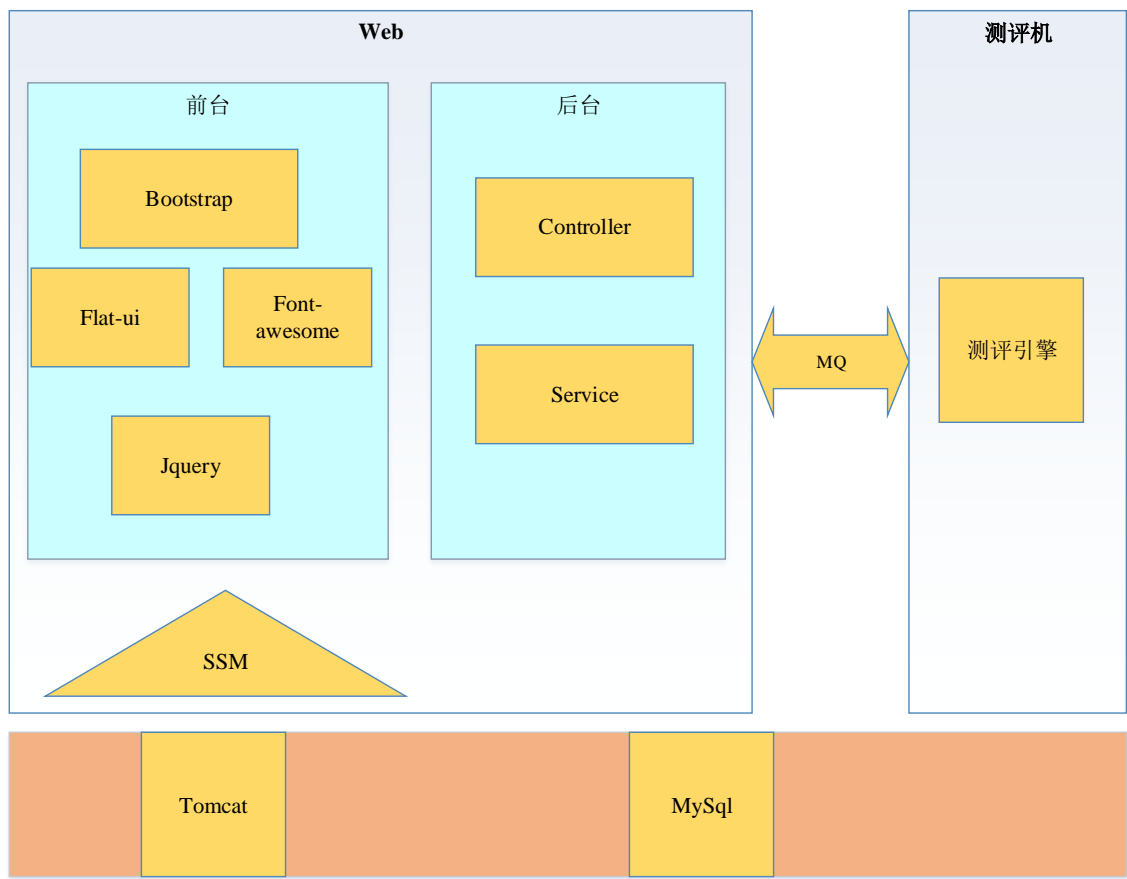 Web
测评机
前台
后台
Bootstrap
Controller
Flat-ui
Font-
awesome
测评引擎
MQ
Service
Jquery
SSM
Tomcat
MySql